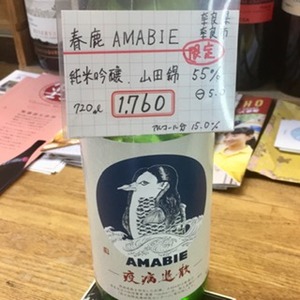 春鹿 AMABIE
限定
純米吟醸 山田錦 55%
720ml 1,760
アルコール分 15.0%
AMABIE
疫病退散